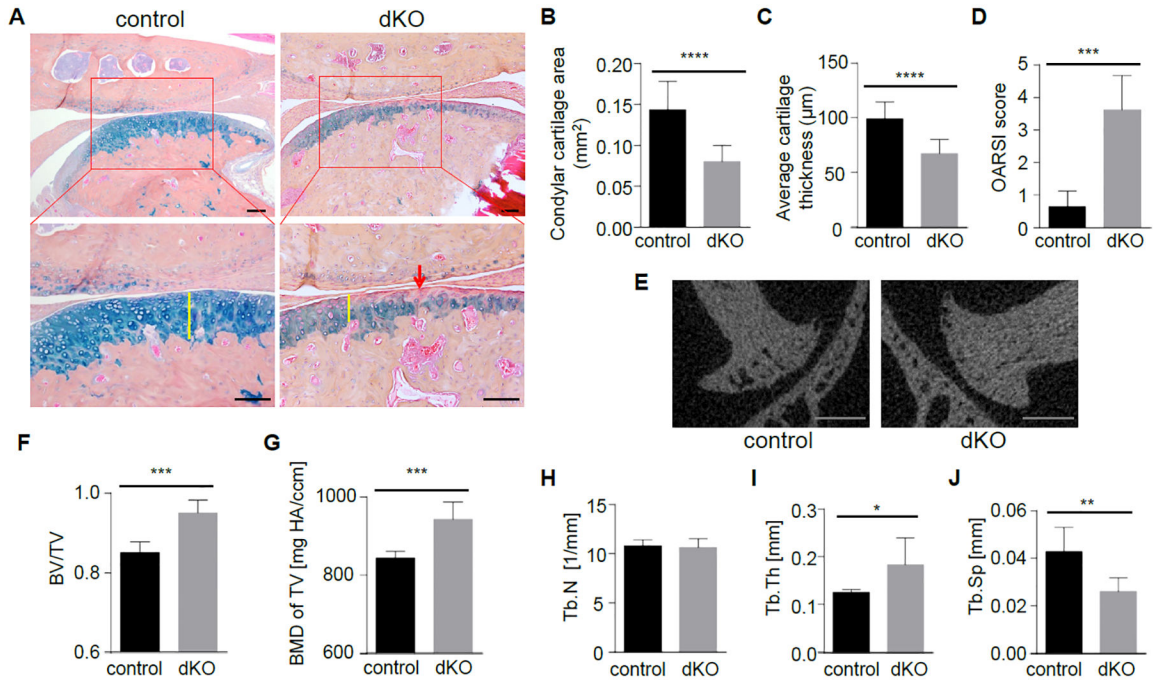 A
control
dKO
B
Condylar cartilage area
(mm²)
0.20
0.15
0.10
0.05
0.00
****
control
dKO
C
Average cartilage
thickness (µm)
150
100
50
0
****
control
dKO
D
OARSI score
5
4
3
2
1
0
***
control
dKO
E
control
dKO
F
BV/TV
1.0
0.8
0.6
***
control
dKO
G
BMD of TV [mg HA/ccm]
1000
800
600
***
control
dKO
H
Tb.N [1/mm]
15
10
5
0
control
dKO
I
Tb.Th [mm]
0.3
0.2
0.1
0.0
*
control
dKO
J
Tb.Sp [mm]
0.06
0.04
0.02
0.00
**
control
dKO